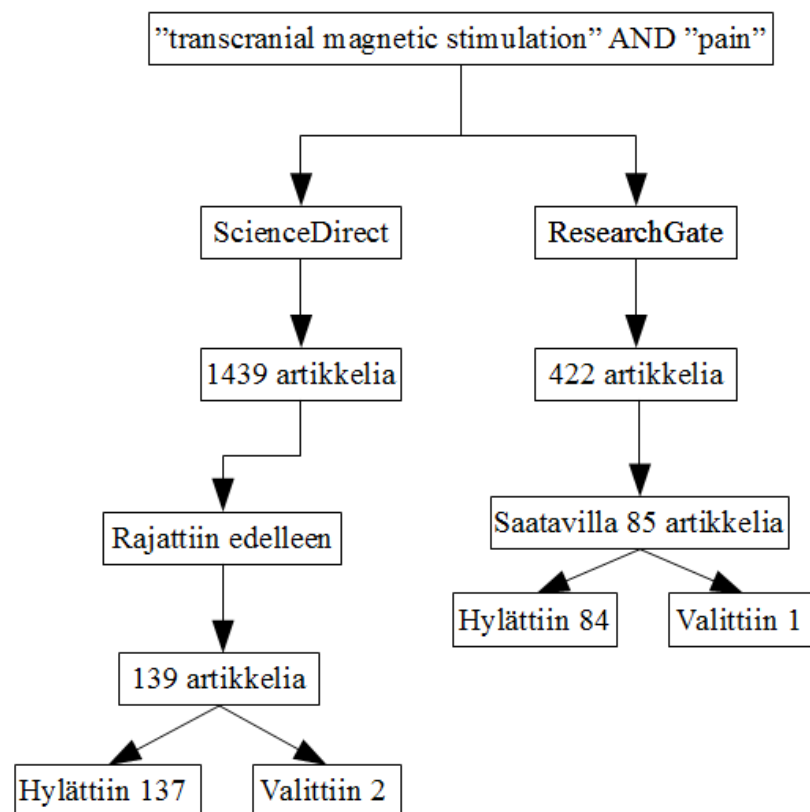 ”transcranial magnetic stimulation” AND ”pain”
ScienceDirect
ResearchGate
1439 artikkelia
422 artikkelia
Rajattiin edelleen
Saatavilla 85 artikkelia
Hylättiin 84
Valittiin 1
139 artikkelia
Hylättiin 137
Valittiin 2